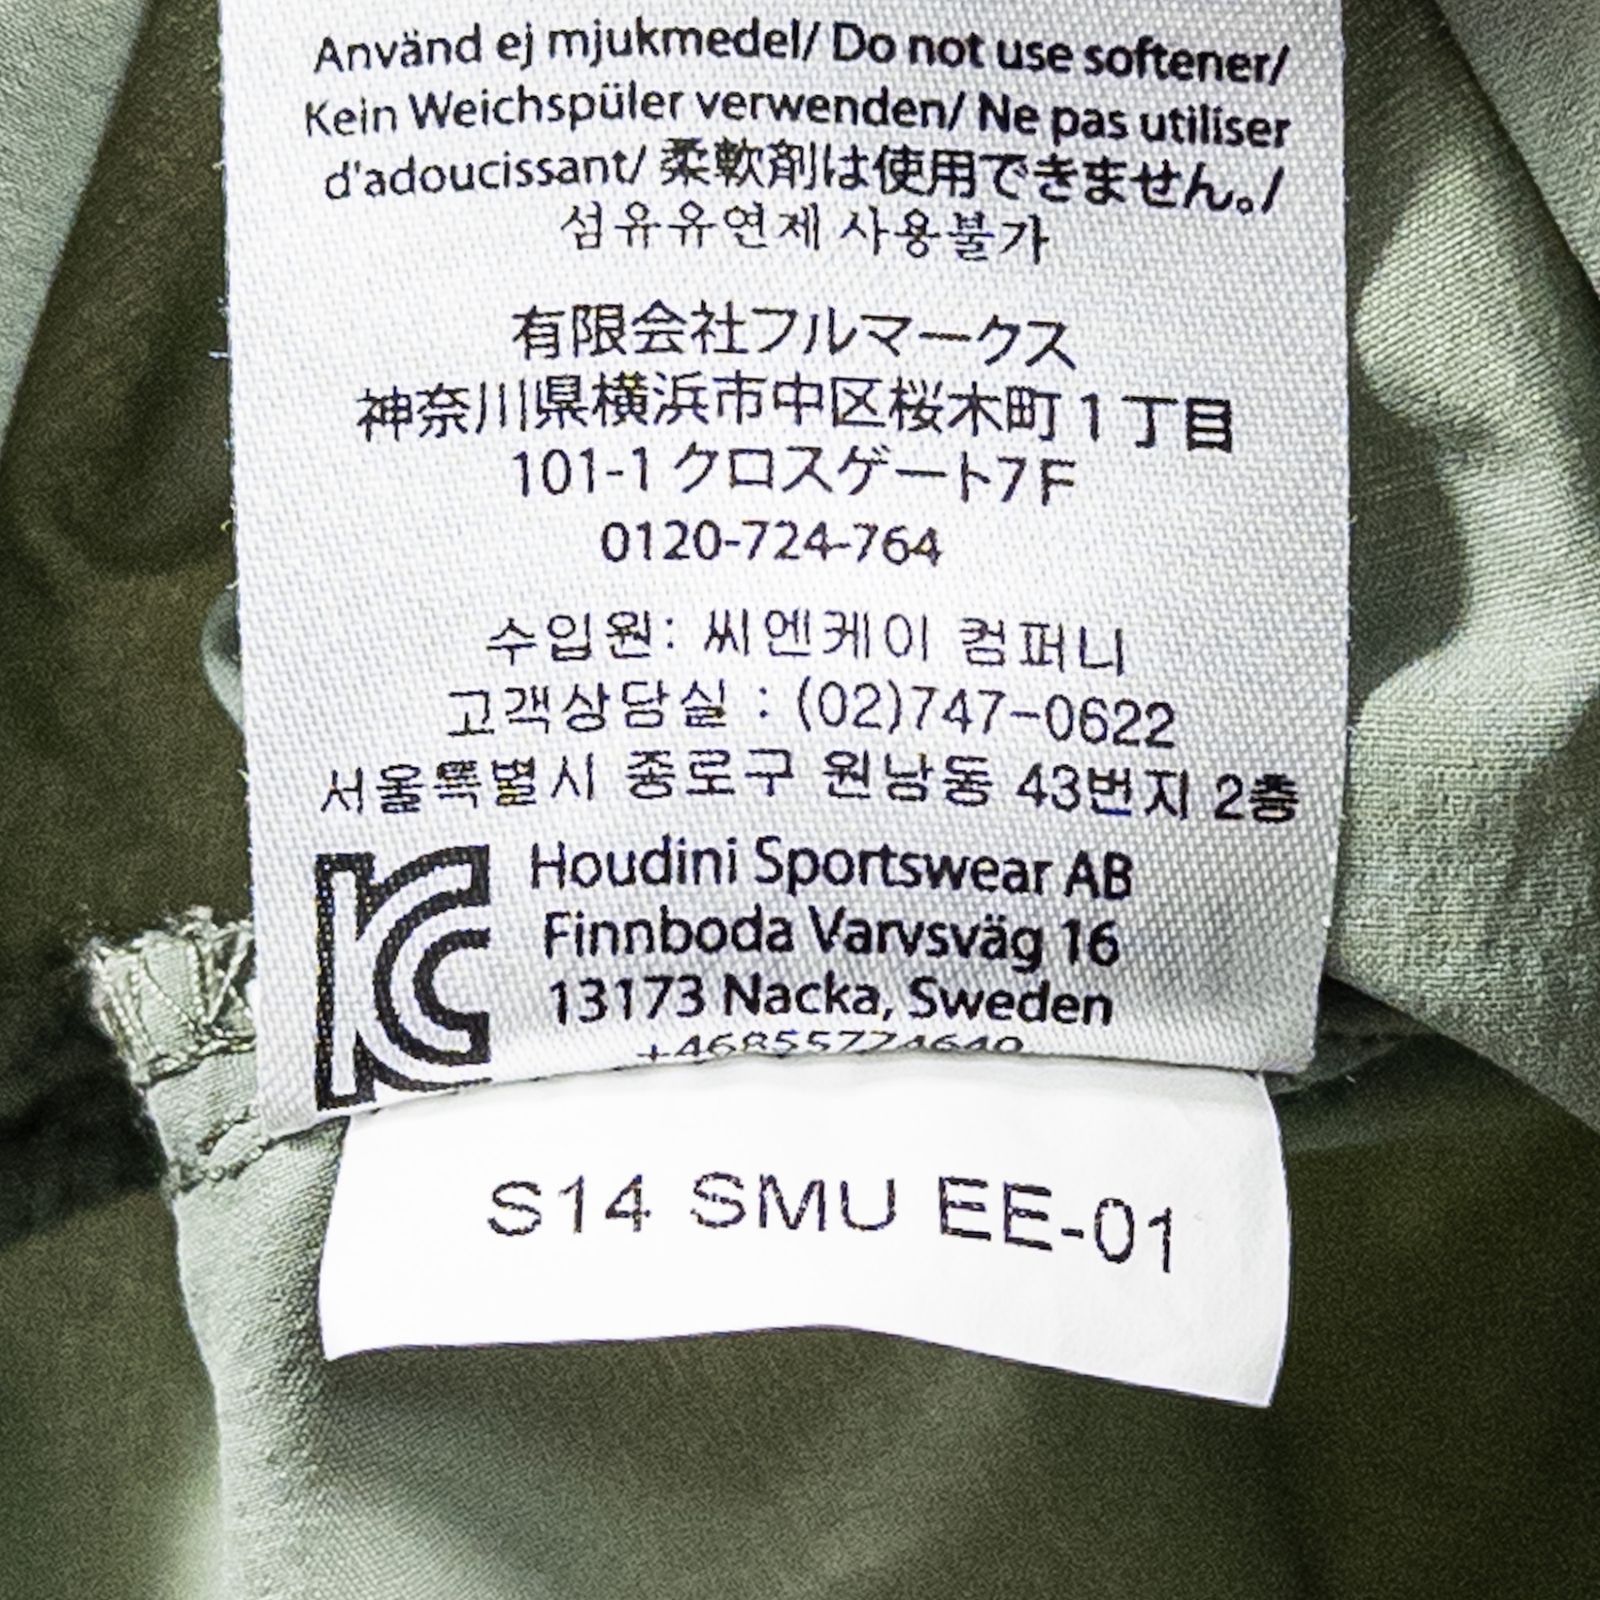 Använd ej mjukmedel/ Do not use softener/
Kein Weichspüler verwenden/ Ne pas utiliser
d'adoucissant/ 柔軟剤は使用できません。/
섬유유연제 사용불가
有限会社フルマークス
神奈川県横浜市中区桜木町1丁目
101-1 クロスゲート7F
0120-724-764
수입원: 씨엔케이 컴퍼니
고객상담실 : (02)747-0622
서울특별시 종로구 원남동 43번지 2층
KC
Houdini Sportswear AB
Finnboda Varvsväg 16
13173 Nacka, Sweden
+46855774640
S14 SMU EE-01